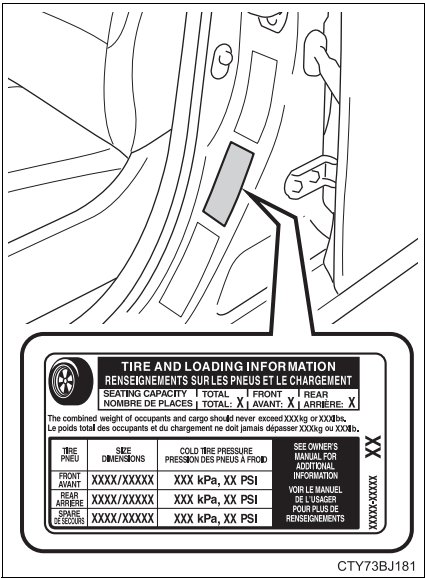 TIRE AND LOADING INFORMATION
RENSEIGNEMENTS SUR LES PNEUS ET LE CHARGEMENT
SEATING CAPACITY | TOTAL | FRONT | REAR
NOMBRE DE PLACES | TOTAL: X | AVANT: X | ARRIÈRE: X
The combined weight of occupants and cargo should never exceed XXXkg or XXXlbs.
Le poids total des occupants et du chargement ne doit jamais dépasser XXXkg ou XXXlb.
TIRE
PNEU
SIZE
DIMENSIONS
COLD TIRE PRESSURE
PRESSION DES PNEUS À FROID
FRONT
AVANT
XXXX/XXXXX
XXX kPa, XX PSI
REAR
ARRIÈRE
XXXX/XXXXX
XXX kPa, XX PSI
SPARE
DE SECOURS
XXXX/XXXXX
XXX kPa, XX PSI
SEE OWNER'S
MANUAL FOR
ADDITIONAL
INFORMATION
VOIR LE MANUEL
DE L'USAGER
POUR PLUS DE
RENSEIGNEMENTS
XX
XXXXX-XXXXX
CTY73BJ181